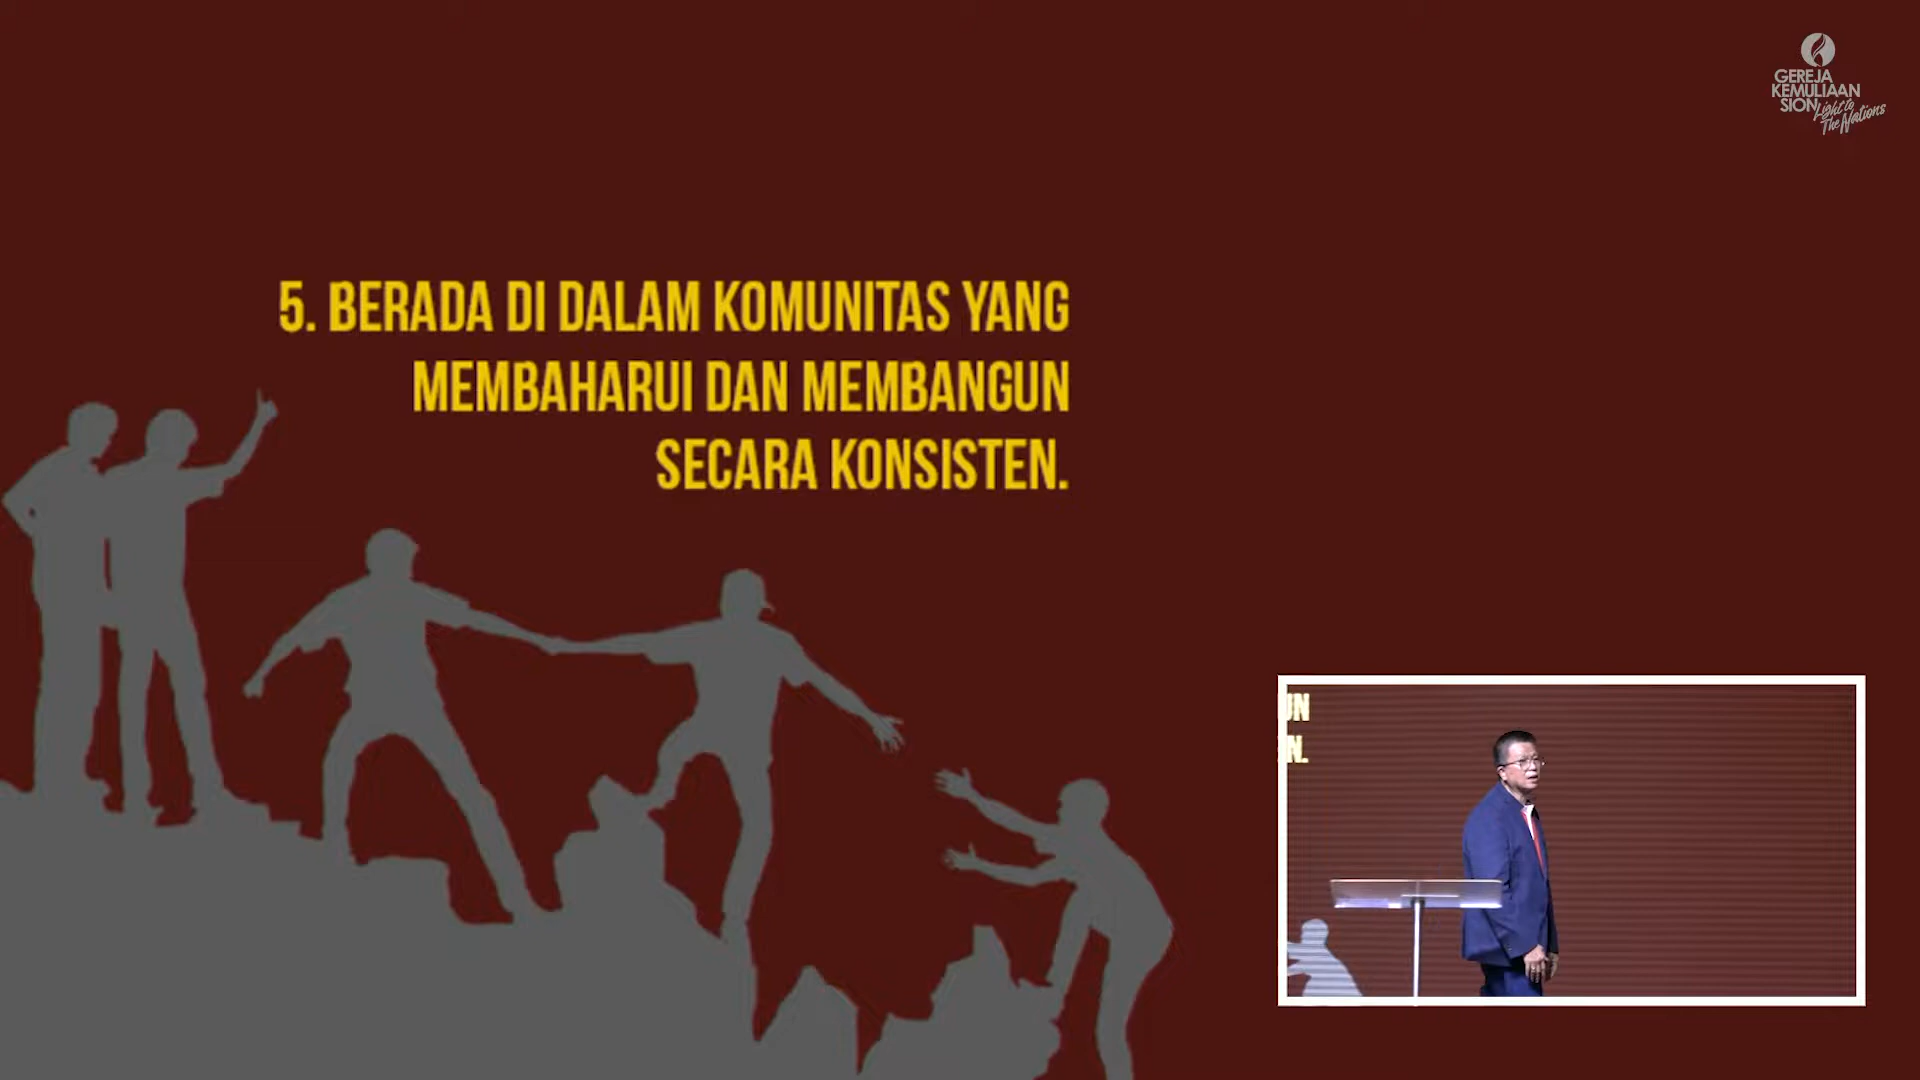 GEREJA
KEMULIAAN
SION
Light to
The Nations
5. BERADA DI DALAM KOMUNITAS YANG
MEMBAHARUI DAN MEMBANGUN
SECARA KONSISTEN.
UN
EN.